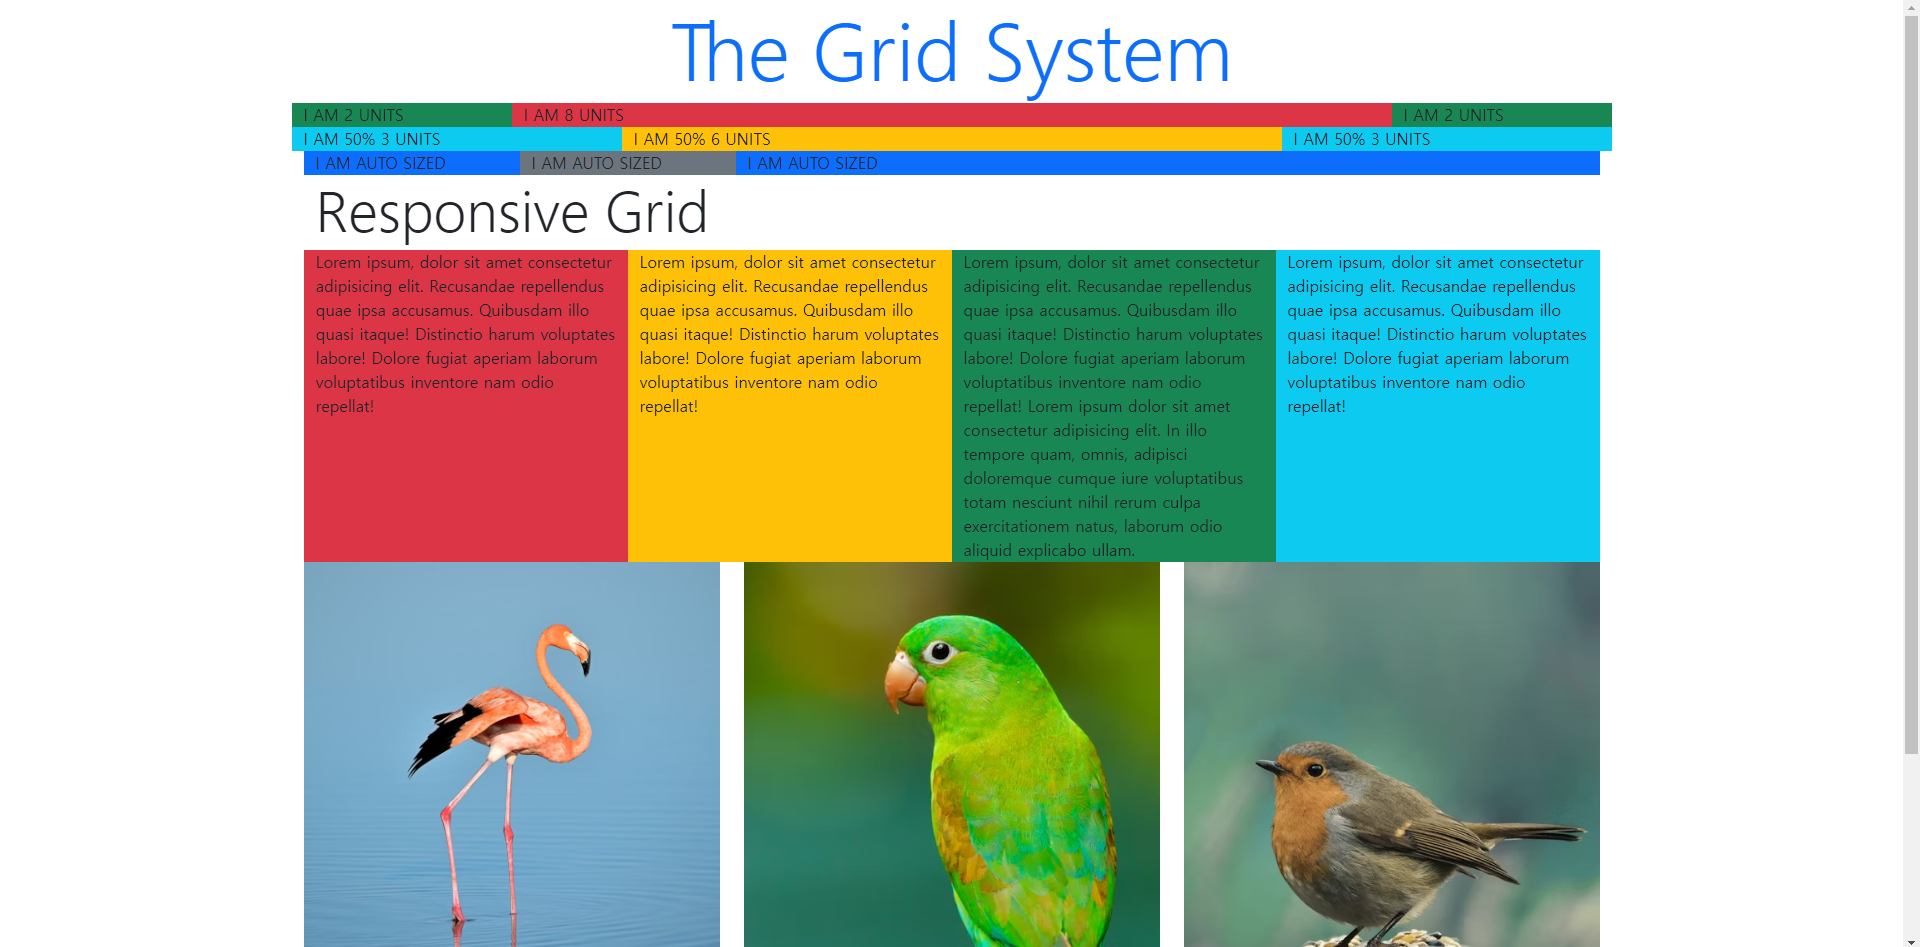 The Grid System
I AM 2 UNITS I AM 8 UNITS I AM 2 UNITS
I AM 50% 3 UNITS I AM 50% 6 UNITS I AM 50% 3 UNITS
I AM AUTO SIZED I AM AUTO SIZED I AM AUTO SIZED
Responsive Grid
Lorem ipsum, dolor sit amet consectetur
adipisicing elit. Recusandae repellendus
quae ipsa accusamus. Quibusdam illo
quasi itaque! Distinctio harum voluptates
labore! Dolore fugiat aperiam laborum
voluptatibus inventore nam odio
repellat!
Lorem ipsum, dolor sit amet consectetur
adipisicing elit. Recusandae repellendus
quae ipsa accusamus. Quibusdam illo
quasi itaque! Distinctio harum voluptates
labore! Dolore fugiat aperiam laborum
voluptatibus inventore nam odio
repellat!
Lorem ipsum, dolor sit amet consectetur
adipisicing elit. Recusandae repellendus
quae ipsa accusamus. Quibusdam illo
quasi itaque! Distinctio harum voluptates
labore! Dolore fugiat aperiam laborum
voluptatibus inventore nam odio
repellat! Lorem ipsum dolor sit amet
consectetur adipisicing elit. In illo
tempore quam, omnis, adipisci
doloremque cumque iure voluptatibus
totam nesciunt nihil rerum culpa
exercitationem natus, laborum odio
aliquid explicabo ullam.
Lorem ipsum, dolor sit amet consectetur
adipisicing elit. Recusandae repellendus
quae ipsa accusamus. Quibusdam illo
quasi itaque! Distinctio harum voluptates
labore! Dolore fugiat aperiam laborum
voluptatibus inventore nam odio
repellat!